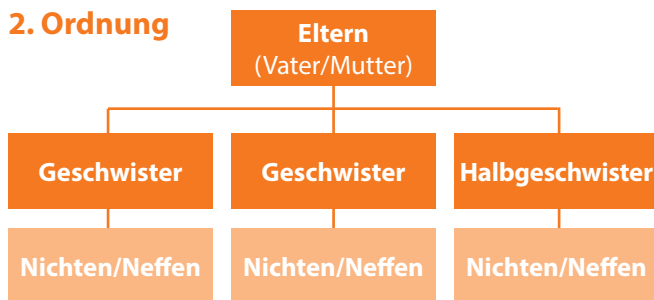 2. Ordnung
Eltern
(Vater/Mutter)
Geschwister
Geschwister
Halbgeschwister
Nichten/Neffen
Nichten/Neffen
Nichten/Neffen